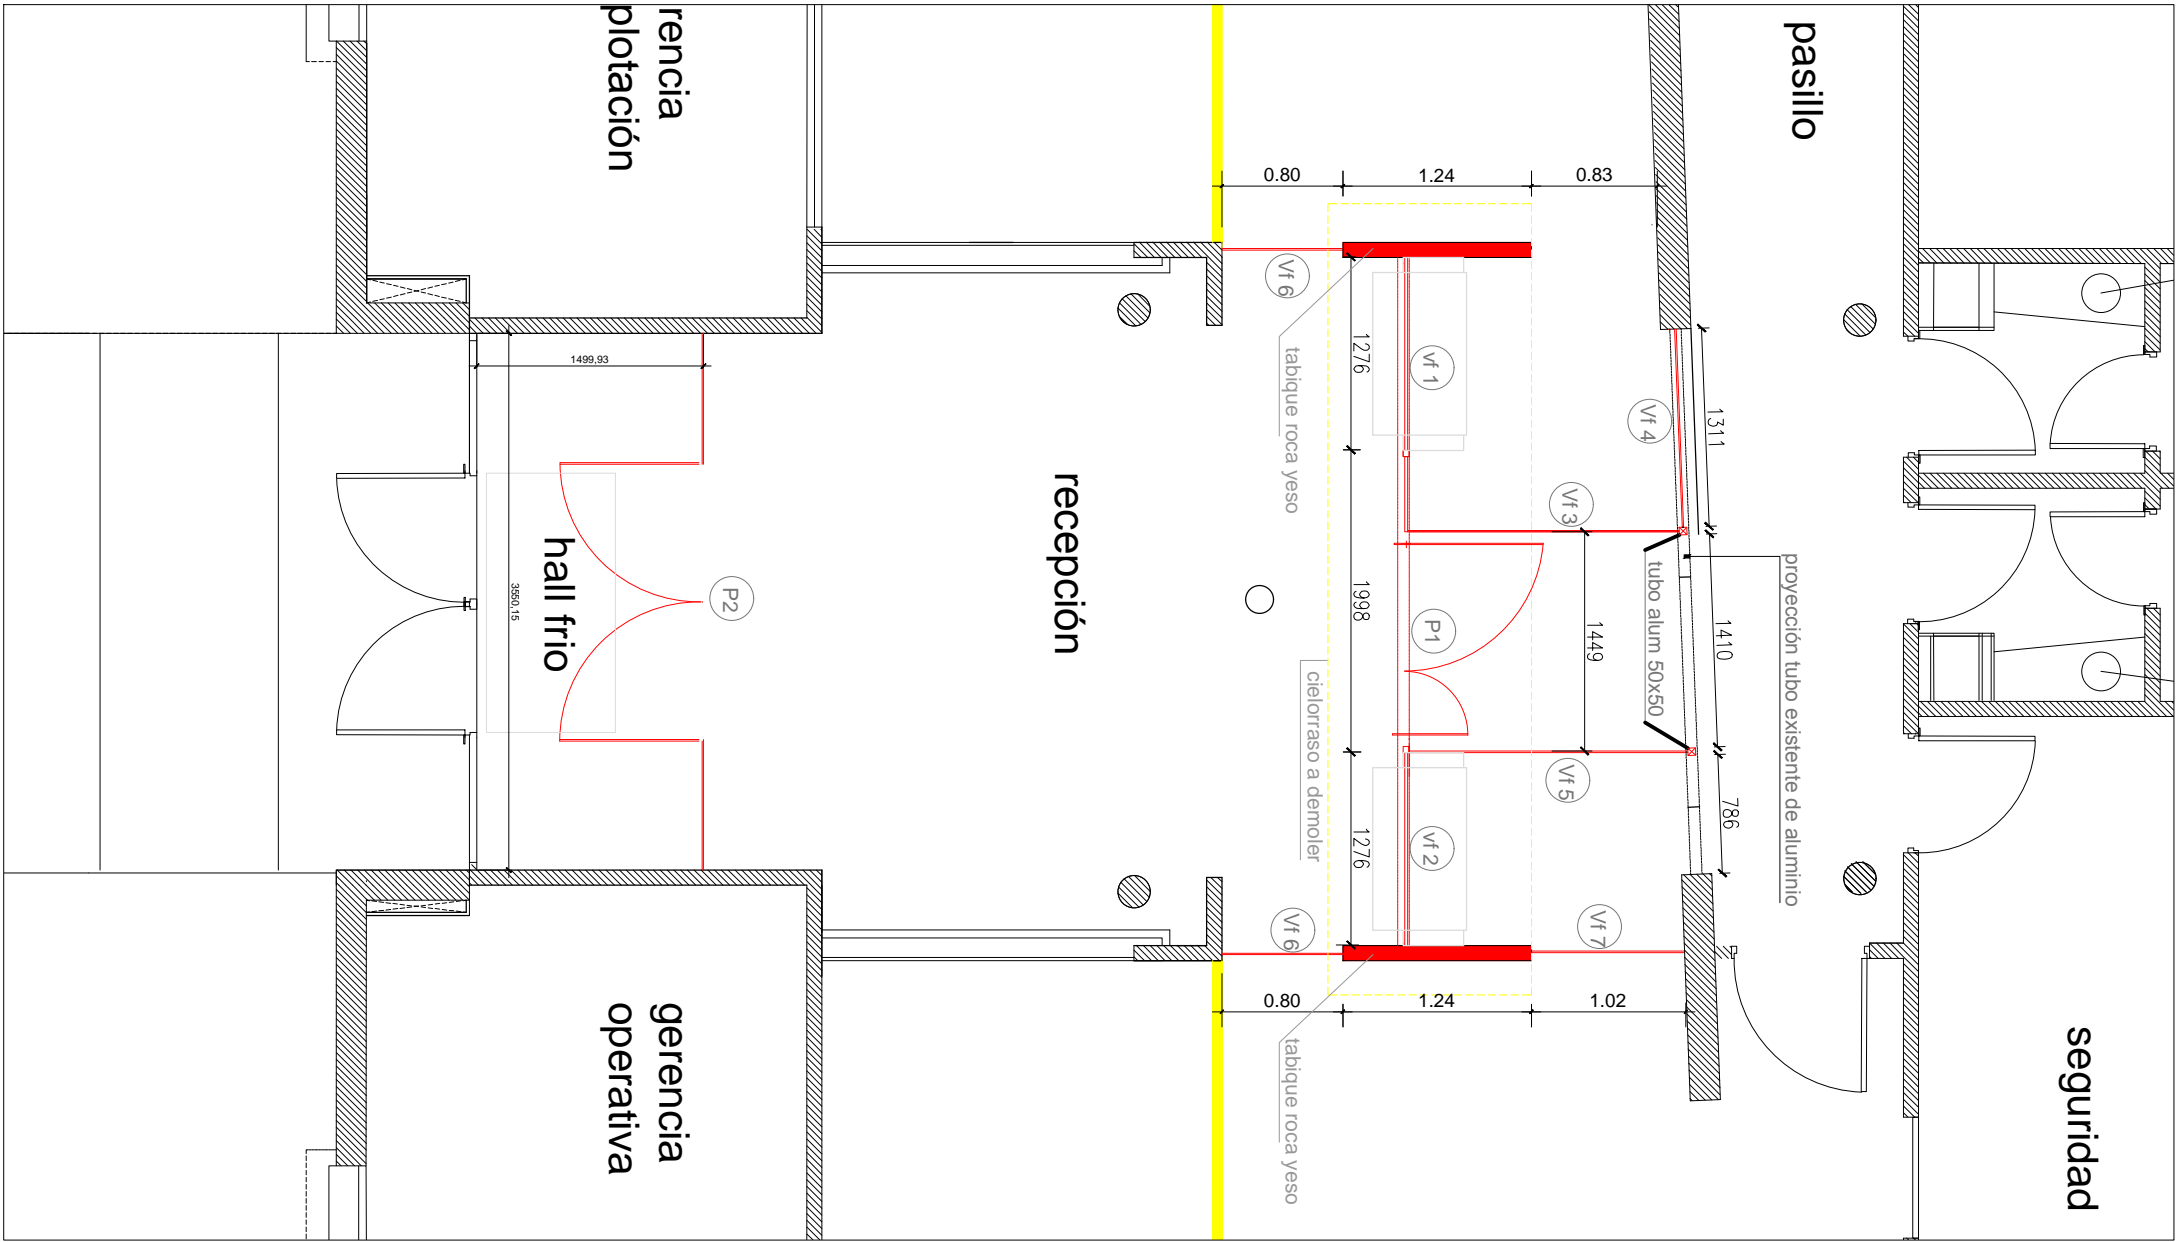 rencia
plotación
pasillo
0.80
1.24
0.83
Vf 6
tabique roca yeso
1276
vf 1
Vf 4
1311
1499,93
recepción
Vf 3
hall frio
3550,15
P2
1998
P1
1449
tubo alum 50x50
1410
proyección tubo existente de aluminio
cielorraso a demoler
Vf 5
786
1276
vf 2
Vf 6
Vf 7
0.80
1.24
1.02
tabique roca yeso
gerencia
operativa
seguridad